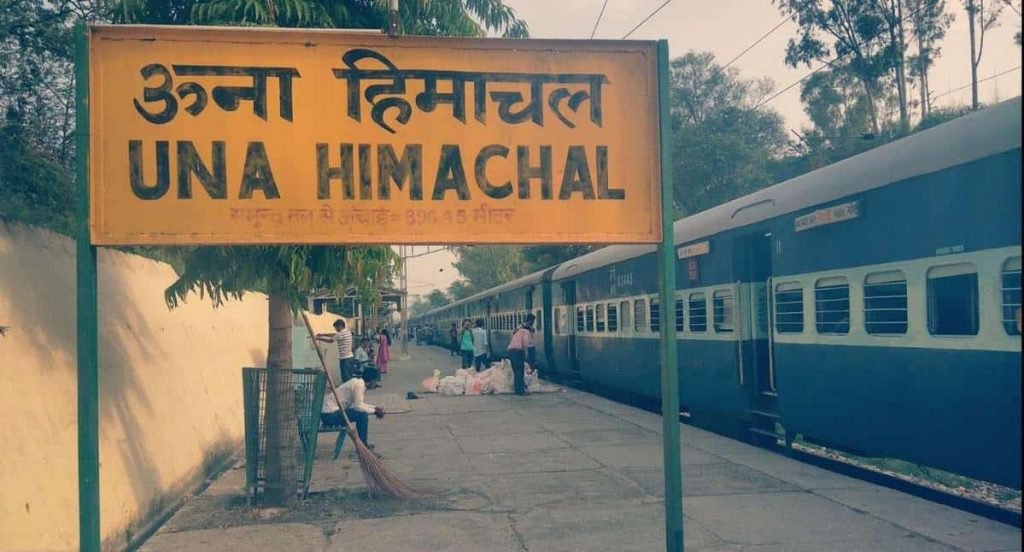 ऊना हिमाचल
UNA HIMACHAL
समुन्द्र तल से ऊंचाई = 396.45 मीटर